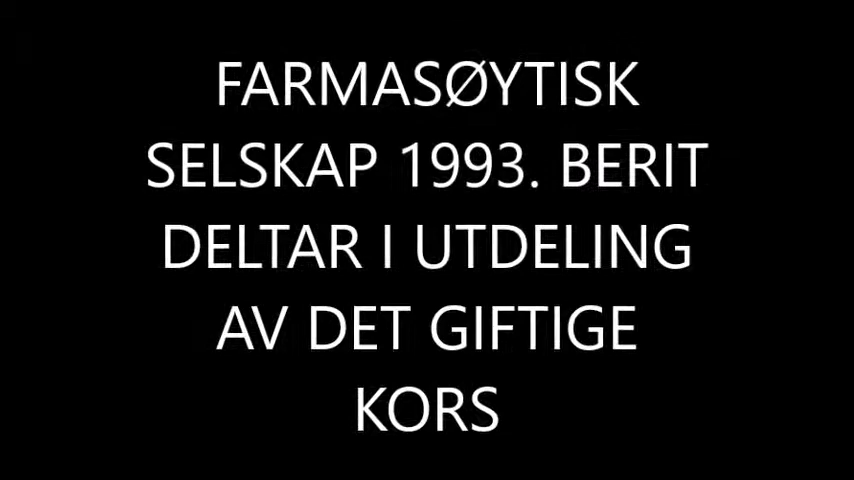 FARMASØYTISK
SELSKAP 1993. BERIT
DELTAR I UTDELING
AV DET GIFTIGE
KORS